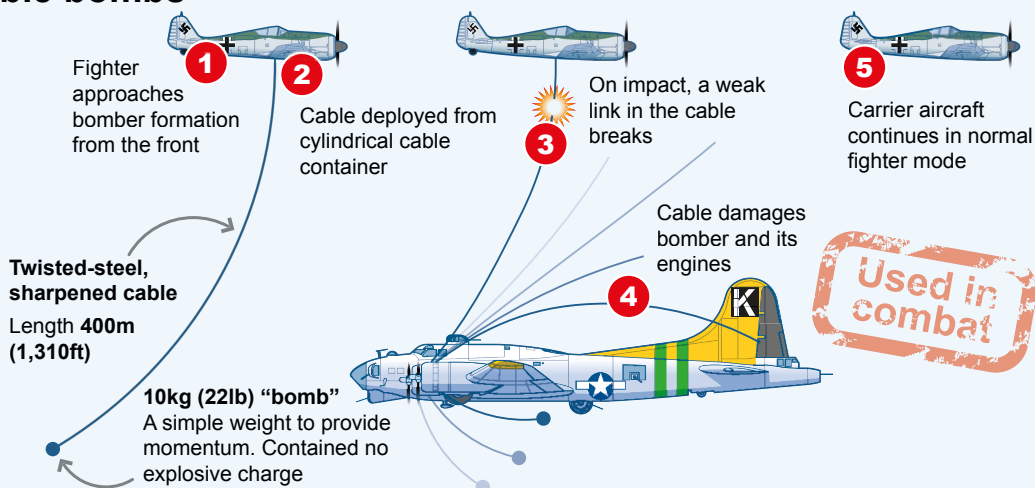 1
Fighter
approaches
bomber formation
from the front
2
Cable deployed from
cylindrical cable
container
3
On impact, a weak
link in the cable
breaks
4
Cable damages
bomber and its
engines
5
Carrier aircraft
continues in normal
fighter mode
Twisted-steel,
sharpened cable
Length 400m
(1,310ft)
10kg (22lb) “bomb”
A simple weight to provide
momentum. Contained no
explosive charge
K
Used in
combat